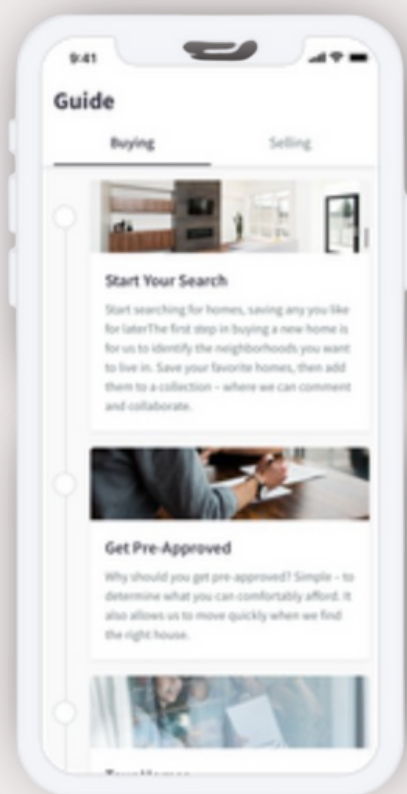 9:41
Guide
Buying
Selling
Start Your Search
Start searching for homes, saving any you like
for laterThe first step in buying a new home is
for us to identify the neighborhoods you want
to live in. Save your favorite homes, then add
them to a collection – where we can comment
and collaborate.
Get Pre-Approved
Why should you get pre-approved? Simple – to
determine what you can comfortably afford. It
also allows us to move quickly when we find
the right house.